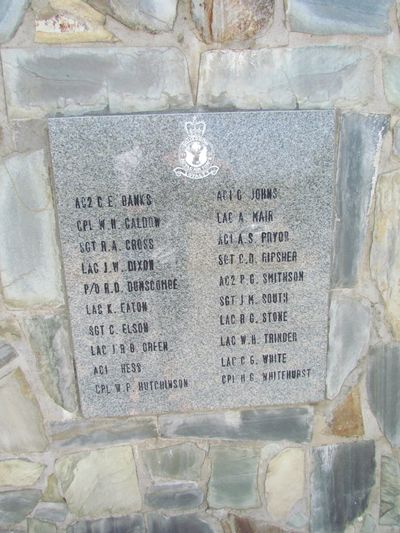 AC2 C E. BANKS
CPL W. H. CALDOW
SGT R.A. CROSS
LAC J.W. DIXON
P/O R.D. DUNSCOMBE
LAC K. EATON
SGT C. ELSON
LAC J R B GREEN
AC1 HESS
CPL W. P. HUTCHINSON
AC1 G JOHNS
LAC A. MAIR
AC1 A.S. PRYOR
SGT C.D. RIPSHER
AC2 P G. SMITHSON
SGT J M. SOUTH
LAC R G. STONE
LAC W.H. TRINDER
LAC C G. WHITE
CPL H G. WHITEHURST